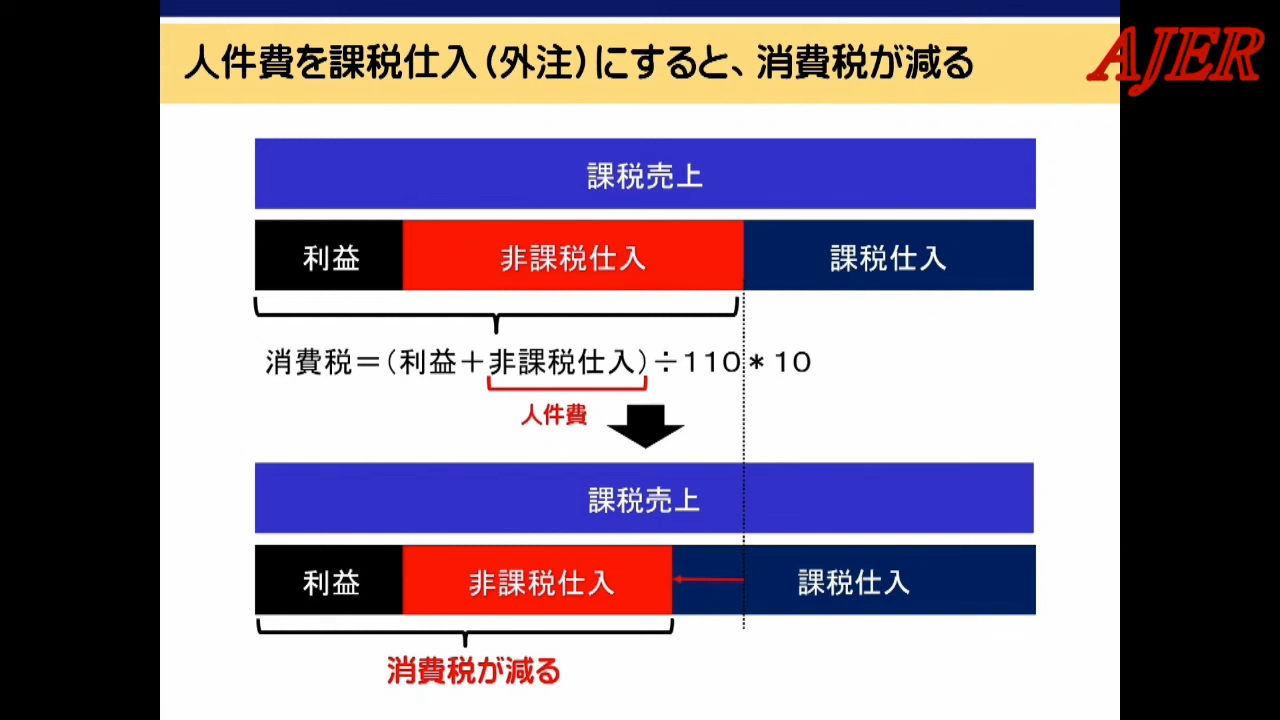 人件費を課税仕入(外注)にすると、消費税が減る
AJER
課税売上
利益
非課税仕入
課税仕入
消費税=(利益+非課税仕入)÷110*10
人件費
課税売上
利益
非課税仕入
課税仕入
消費税が減る